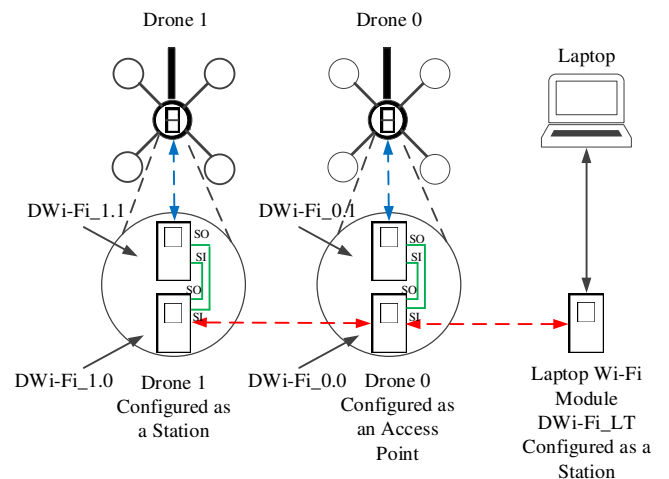 Drone 1
Drone 0
Laptop
DWi-Fi_1.1
SO
SI
SO
SI
DWi-Fi_0.1
SO
SI
SO
SI
DWi-Fi_1.0
Drone 1
Configured as
a Station
DWi-Fi_0.0
Drone 0
Configured as
an Access
Point
Laptop Wi-Fi
Module
DWi-Fi_LT
Configured as a
Station